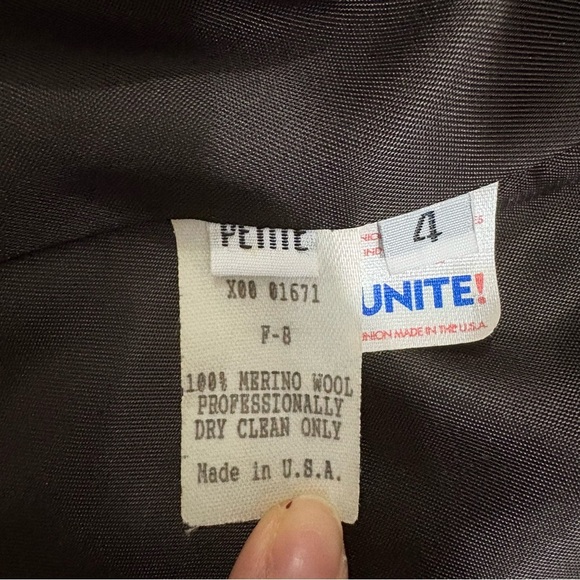 PETITE
X00 01671
F-8
100% MERINO WOOL
PROFESSIONALLY
DRY CLEAN ONLY
Made in U.S.A.
4
UNITE!
UNION MADE IN THE U.S.A.